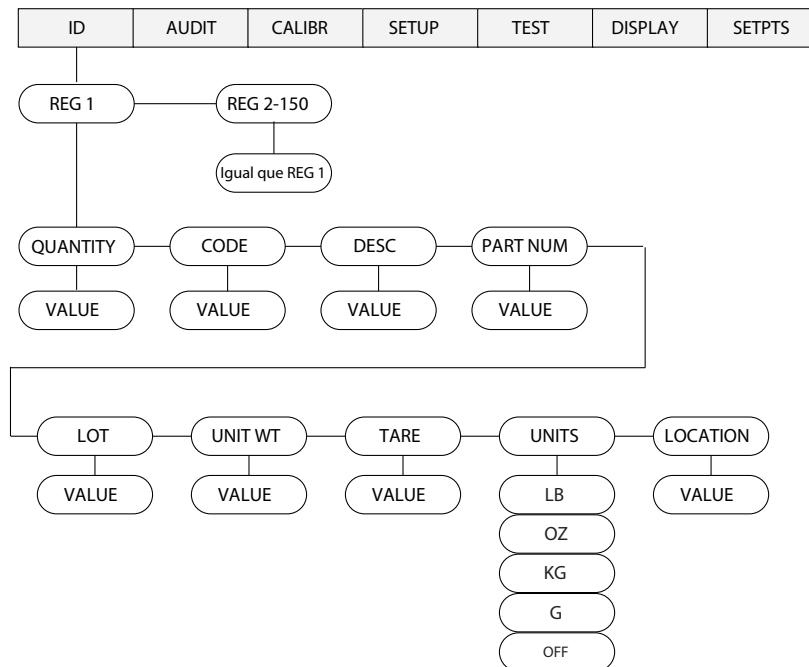 ID AUDIT CALIBR SETUP TEST DISPLAY SETPTS
REG 1 REG 2-150
Igual que REG 1
QUANTITY CODE DESC PART NUM
VALUE VALUE VALUE VALUE
LOT UNIT WT TARE UNITS LOCATION
VALUE VALUE VALUE LB VALUE
OZ
KG
G
OFF